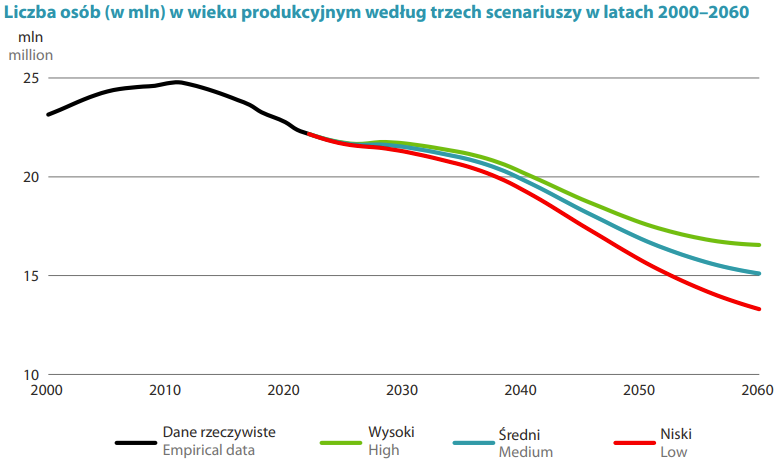 Liczba osób (w mln) w wieku produkcyjnym według trzech scenariuszy w latach 2000–2060
mln
million
25
20
15
10
2000 2010 2020 2030 2040 2050 2060
Dane rzeczywiste Wysoki Średni Niski
Empirical data High Medium Low